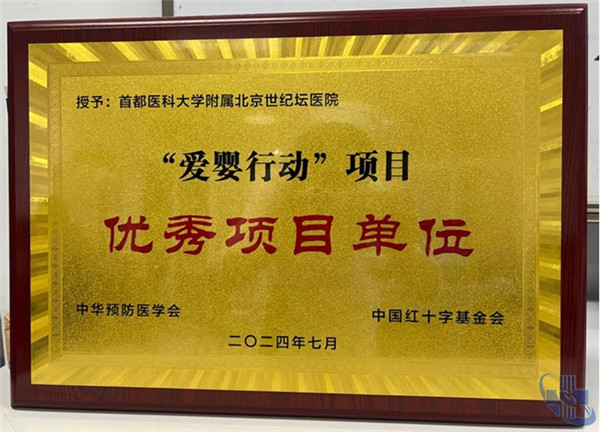 授予：首都医科大学附属北京世纪坛医院
“爱婴行动”项目
优秀项目单位
中华预防医学会 中国红十字基金会
二〇二四年七月